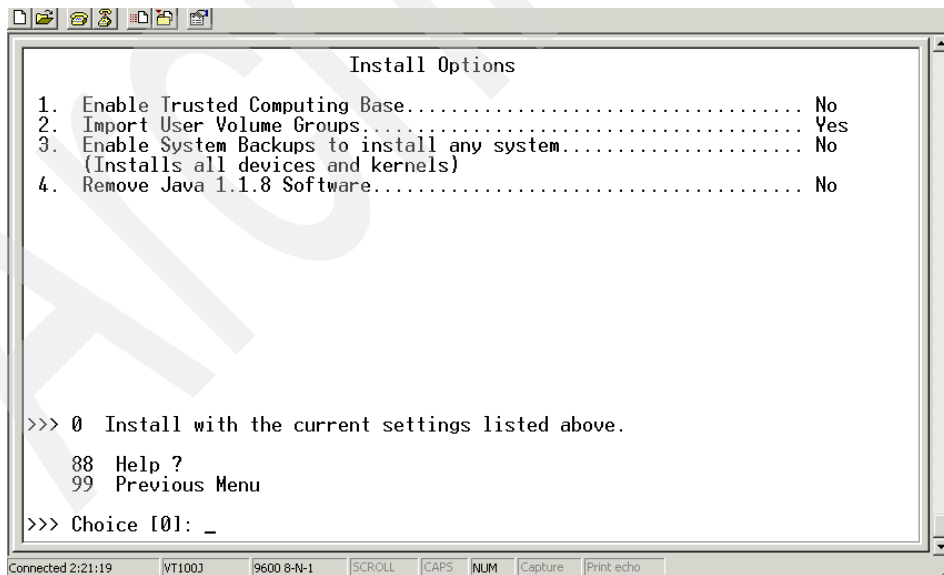 Install Options
1. Enable Trusted Computing Base..................................... No
2. Import User Volume Groups......................................... Yes
3. Enable System Backups to install any system....................... No
(Installs all devices and kernels)
4. Remove Java 1.1.8 Software........................................ No
>>> 0 Install with the current settings listed above.
88 Help ?
99 Previous Menu
>>> Choice [0]: _
Connected 2:21:19 VT100J 9600 8-N-1 SCROLL CAPS NUM Capture Print echo